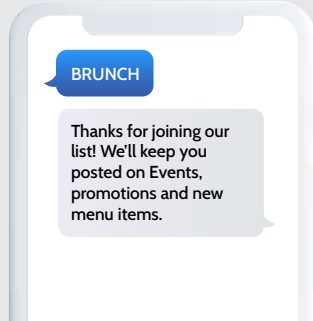 BRUNCH
Thanks for joining our
list! We’ll keep you
posted on Events,
promotions and new
menu items.